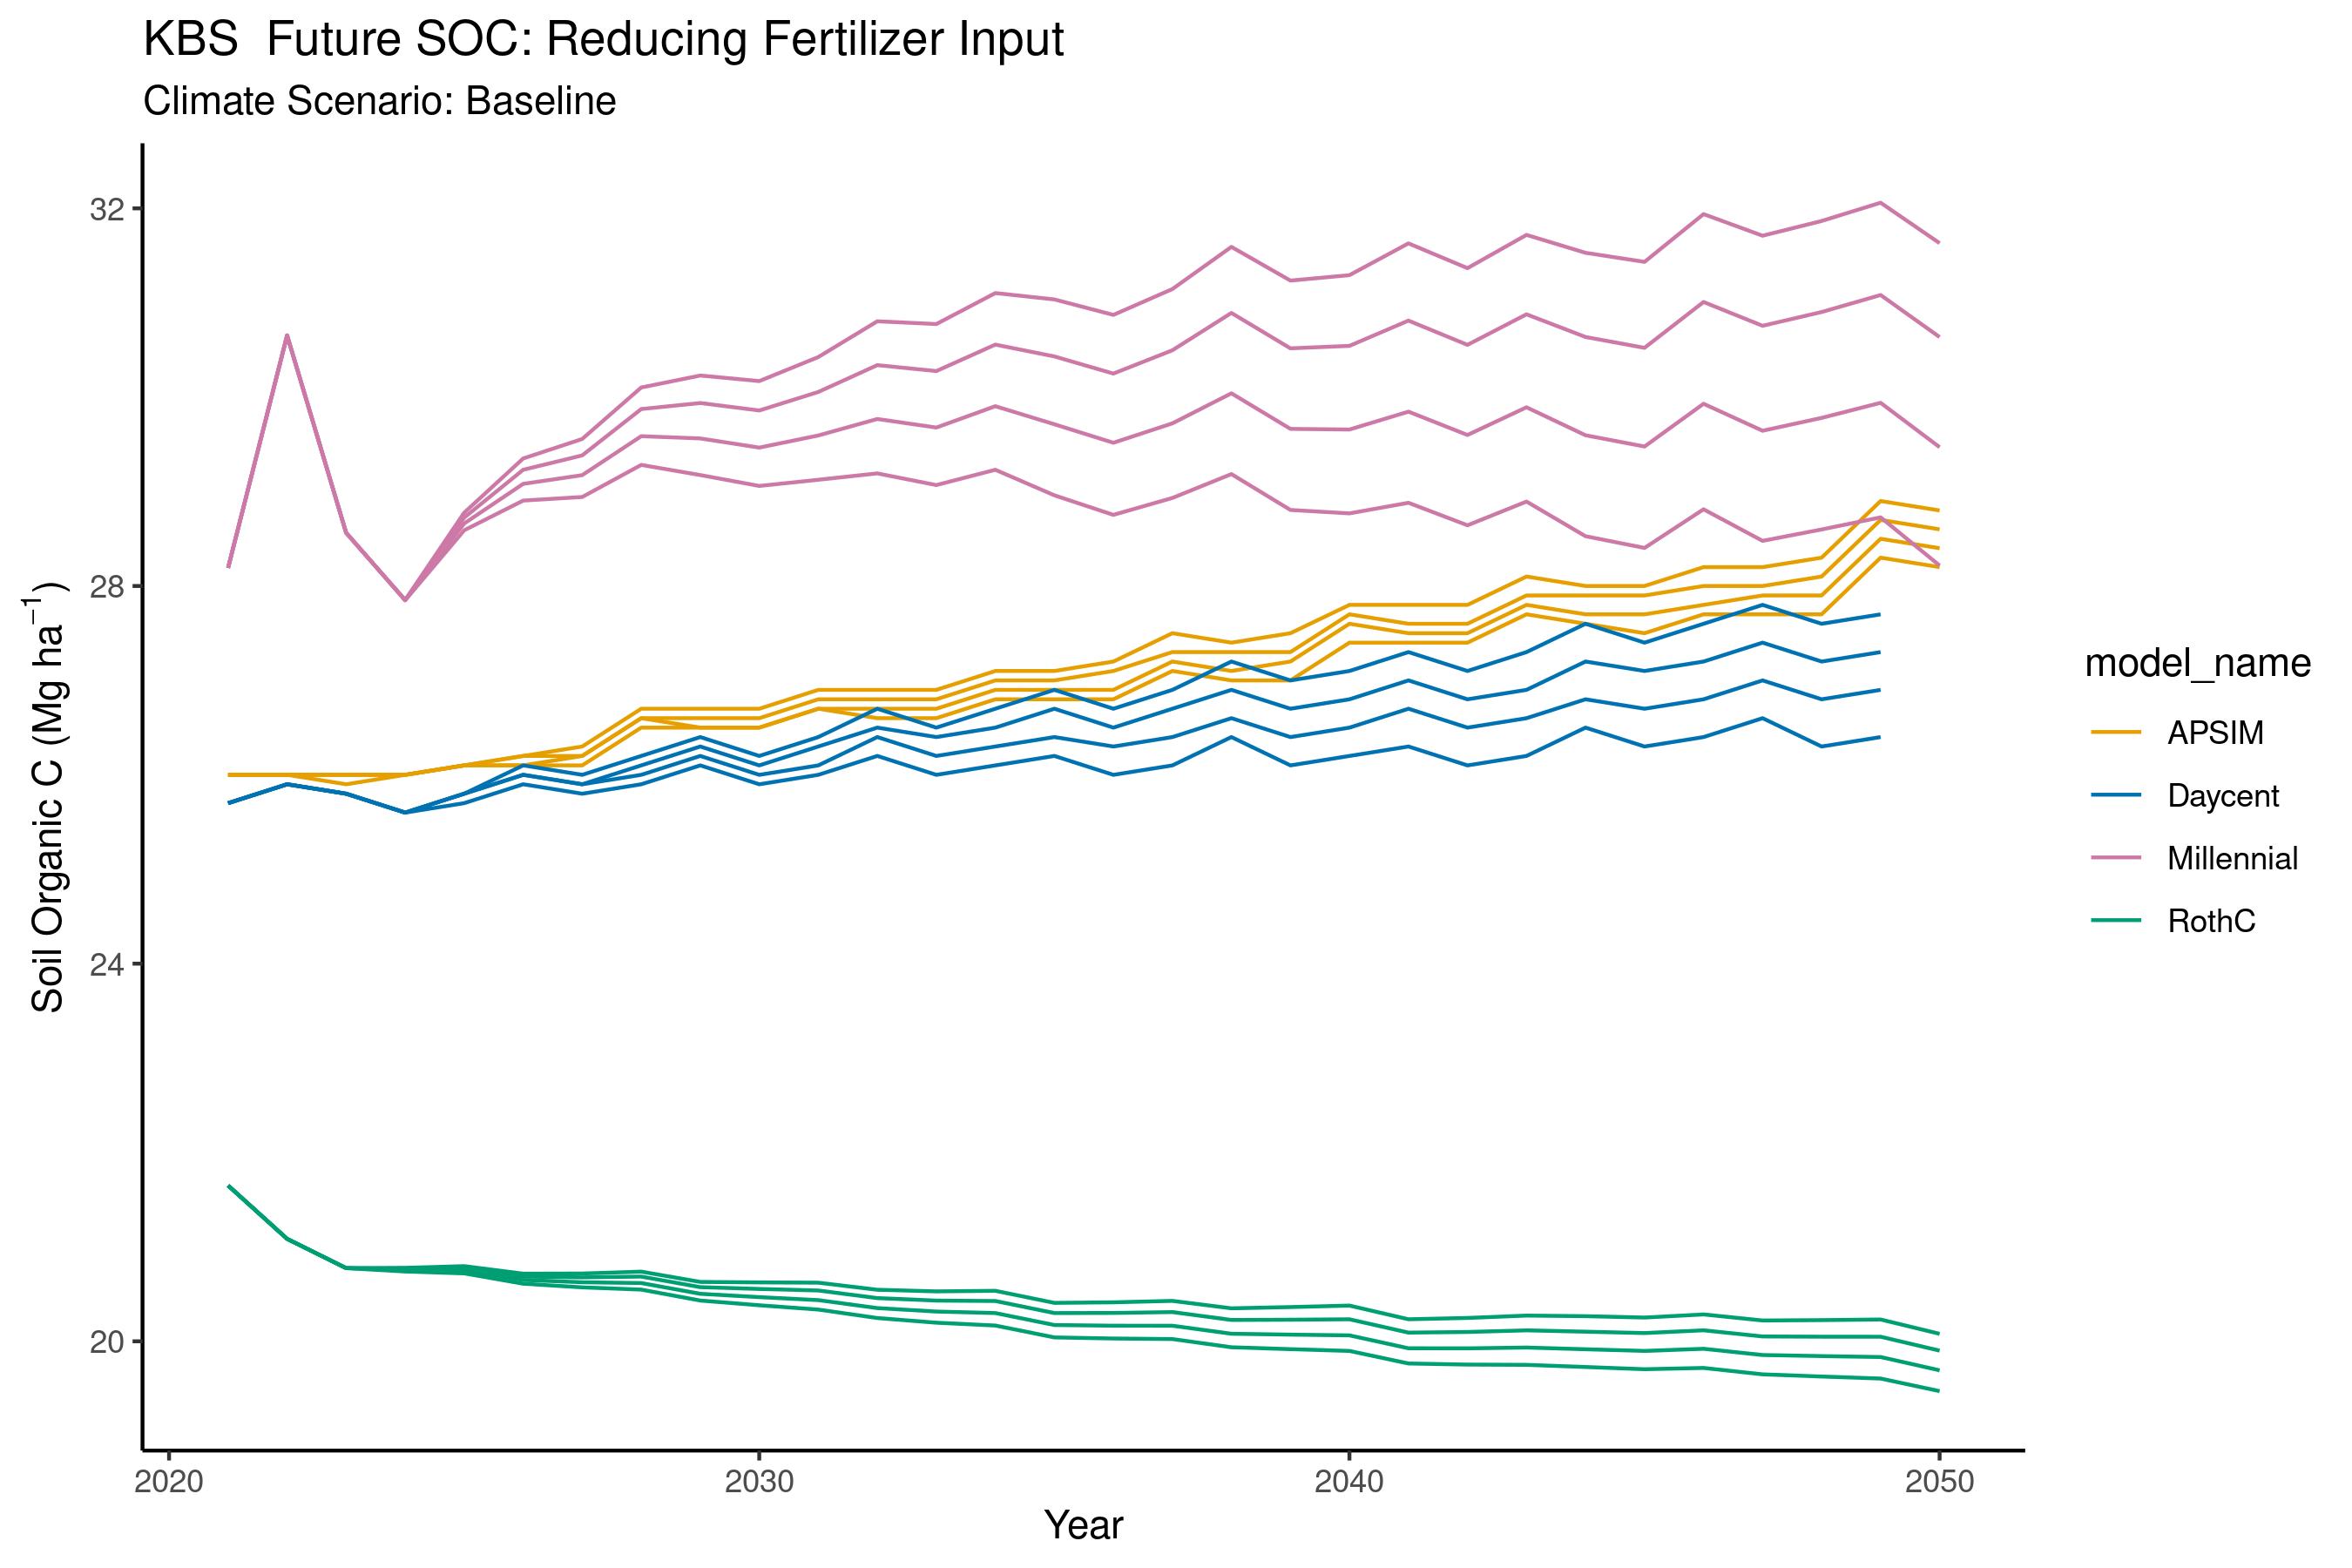 KBS  Future SOC: Reducing Fertilizer Input
Climate Scenario: Baseline
Soil Organic C (Mg ha⁻¹)
32
28
24
20
2020 2030 2040 2050
Year
model_name
APSIM
Daycent
Millennial
RothC